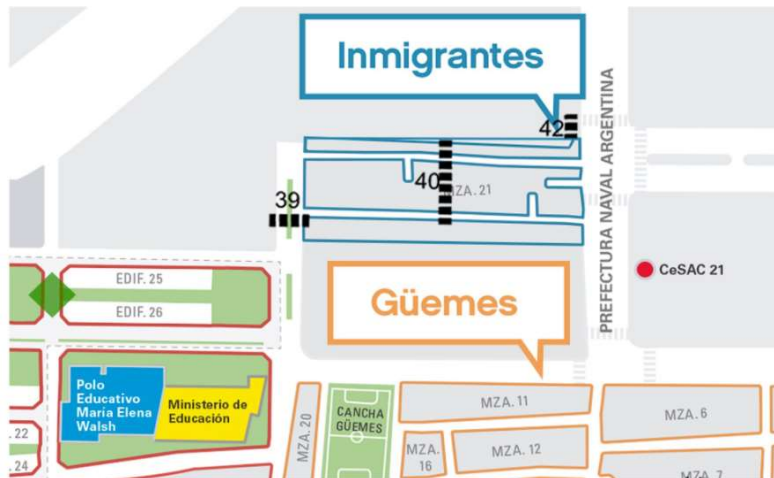 Inmigrantes
42
PREFECTURA NAVAL ARGENTINA
40
MZA. 21
39
CeSAC 21
EDIF. 25
EDIF. 26
Güemes
Polo
Educativo
María Elena
Walsh
Ministerio de
Educación
MZA. 20
CANCHA
GÜEMES
MZA. 11
MZA. 6
MZA.
16
MZA. 12
MZA. 7
. 22
. 24